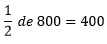 1/2 de 800 = 400